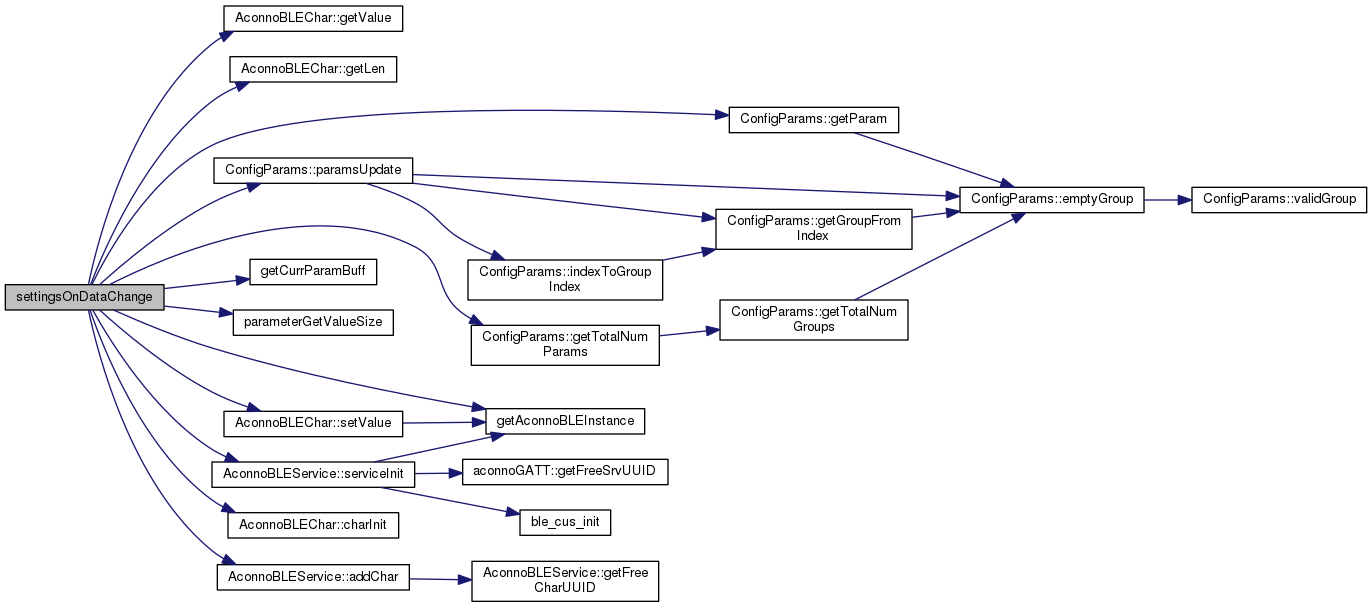 AconnoBLEChar::getValue
AconnoBLEChar::getLen
ConfigParams::getParam
ConfigParams::paramsUpdate
ConfigParams::emptyGroup
ConfigParams::validGroup
ConfigParams::getGroupFrom
Index
getCurrParamBuff
ConfigParams::indexToGroup
Index
settingsOnDataChange
parameterGetValueSize
ConfigParams::getTotalNum
Groups
ConfigParams::getTotalNum
Params
AconnoBLEChar::setValue
getAconnoBLEInstance
AconnoBLEService::serviceInit
aconnoGATT::getFreeSrvUUID
AconnoBLEChar::charInit
ble_cus_init
AconnoBLEService::addChar
AconnoBLEService::getFree
CharUUID